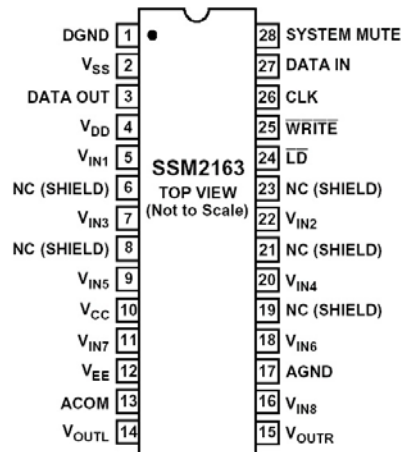 DGND 1 28 SYSTEM MUTE
VSS 2 27 DATA IN
DATA OUT 3 26 CLK
VDD 4 25 WRITE
VIN1 5 24 LD
NC (SHIELD) 6 23 NC (SHIELD)
VIN3 7 22 VIN2
NC (SHIELD) 8 21 NC (SHIELD)
VIN5 9 20 VIN4
VCC 10 19 NC (SHIELD)
VIN7 11 18 VIN6
VEE 12 17 AGND
ACOM 13 16 VIN8
VOUTL 14 15 VOUTR
SSM2163
TOP VIEW
(Not to Scale)